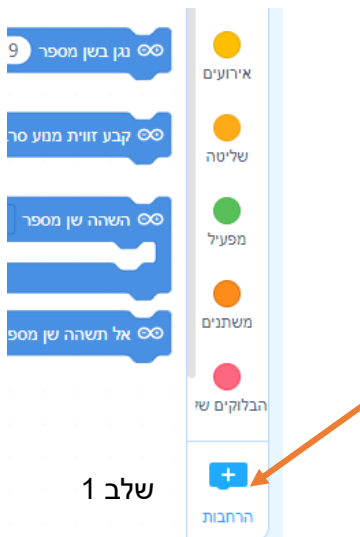 נגן בשן מספר 9
קבע זווית מנוע סר
השהה שן מספר
אל תשהה שן מספ
אירועים
שליטה
מפעיל
משתנים
הבלוקים של
הרחבות
שלב 1